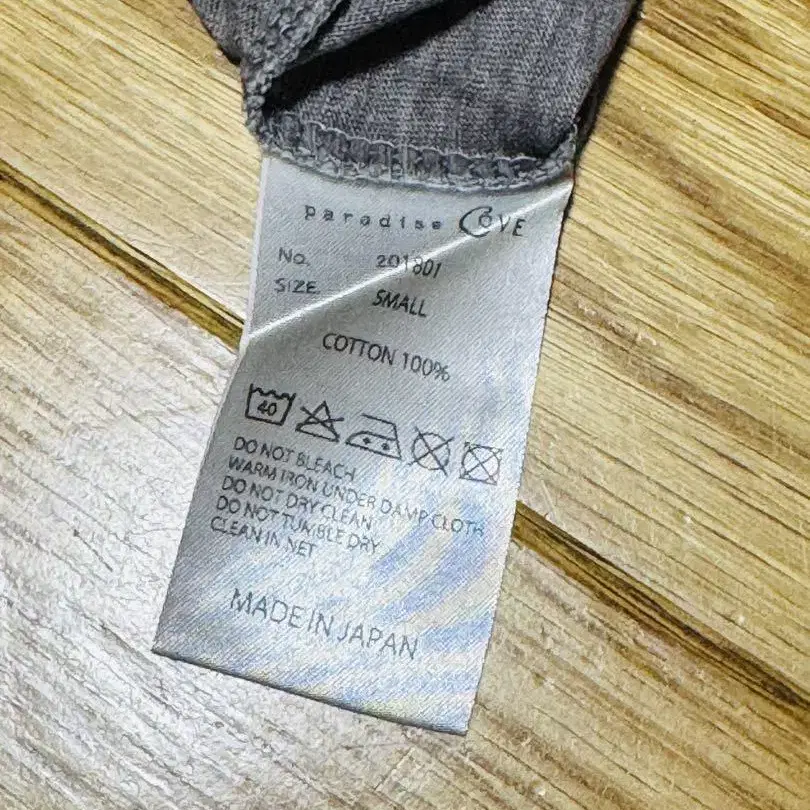 paradise COVE
No. 201801
SIZE. SMALL
COTTON 100%
40
DO NOT BLEACH
WARM IRON UNDER DAMP CLOTH
DO NOT DRY CLEAN
DO NOT TUMBLE DRY
CLEAN IN NET
MADE IN JAPAN